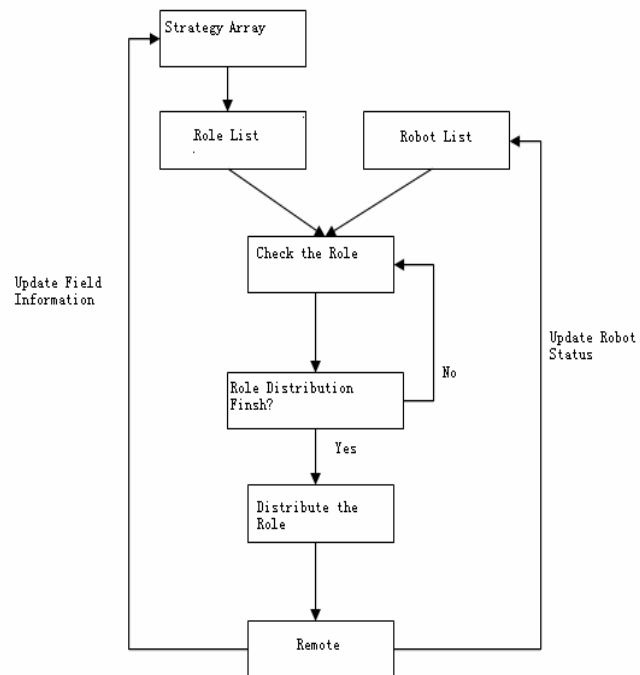 Strategy Array
Role List
Robot List
Check the Role
Update Field
Information
Update Robot
Status
No
Role Distribution
Finsh?
Yes
Distribute the
Role
Remote